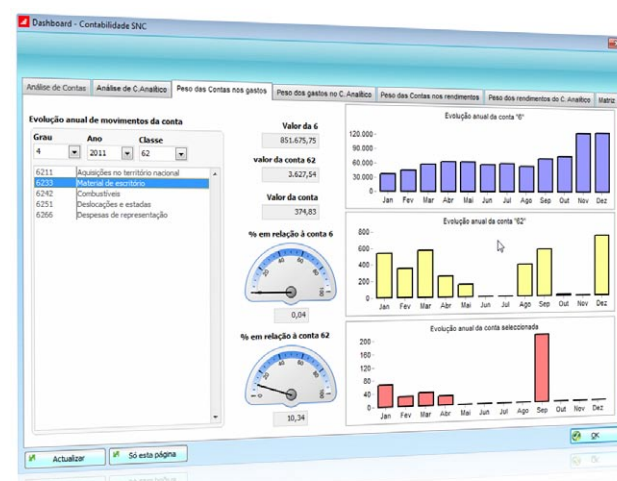 Dashboard - Contabilidade SNC
Análise de Contas Análise de C.Analítico Peso das Contas nos gastos Peso dos gastos no C. Analítico Peso das Contas nos rendimentos Peso dos rendimentos do C. Analítico Matriz
Evolução anual de movimentos da conta
Grau Ano Classe
4 2011 62
6211 Aquisições no território nacional
6233 Material de escritório
6242 Combustíveis
6251 Deslocações e estadas
6266 Despesas de representação
Valor da 6
851.675,75
valor da conta 62
3.627,54
Valor da conta
374,83
% em relação à conta 6
0,04
% em relação à conta 62
10,34
Evolução anual da conta "6"
120.000
90.000
60.000
30.000
0
Jan Fev Mar Abr Mai Jun Jul Ago Sep Out Nov Dez
Evolução anual da conta "62"
800
600
400
200
0
Jan Fev Mar Abr Mai Jun Jul Ago Sep Out Nov Dez
Evolução anual da conta seleccionada
200
160
120
80
40
0
Jan Fev Mar Abr Mai Jun Jul Ago Sep Out Nov Dez
Actualizar Só esta página
OK